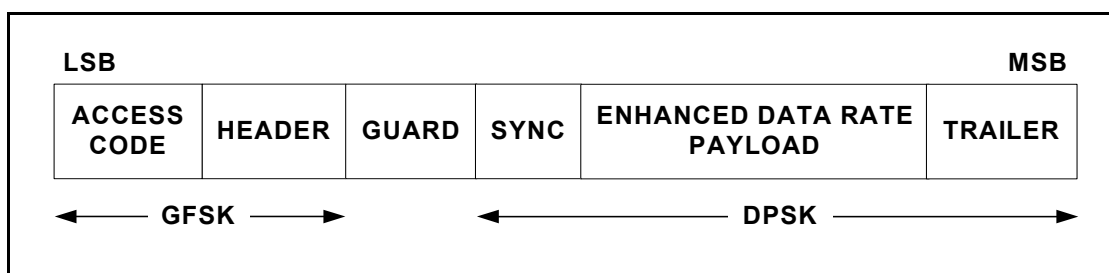 LSB
MSB
ACCESS
CODE
HEADER
GUARD
SYNC
ENHANCED DATA RATE
PAYLOAD
TRAILER
GFSK
DPSK